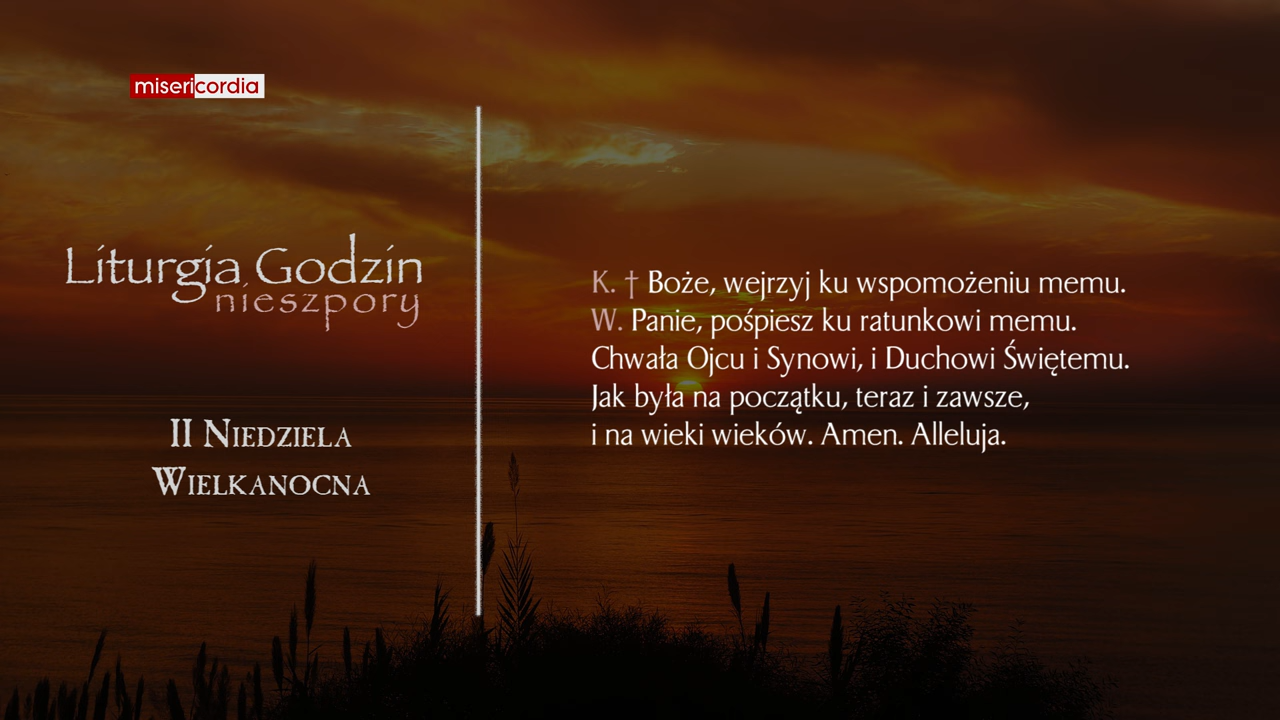 misericordia
Liturgia Godzin
nieszpory
II Niedziela
Wielkanocna
K. † Boże, wejrzyj ku wspomożeniu memu.
W. Panie, pośpiesz ku ratunkowi memu.
Chwała Ojcu i Synowi, i Duchowi Świętemu.
Jak była na początku, teraz i zawsze,
i na wieki wieków. Amen. Alleluja.